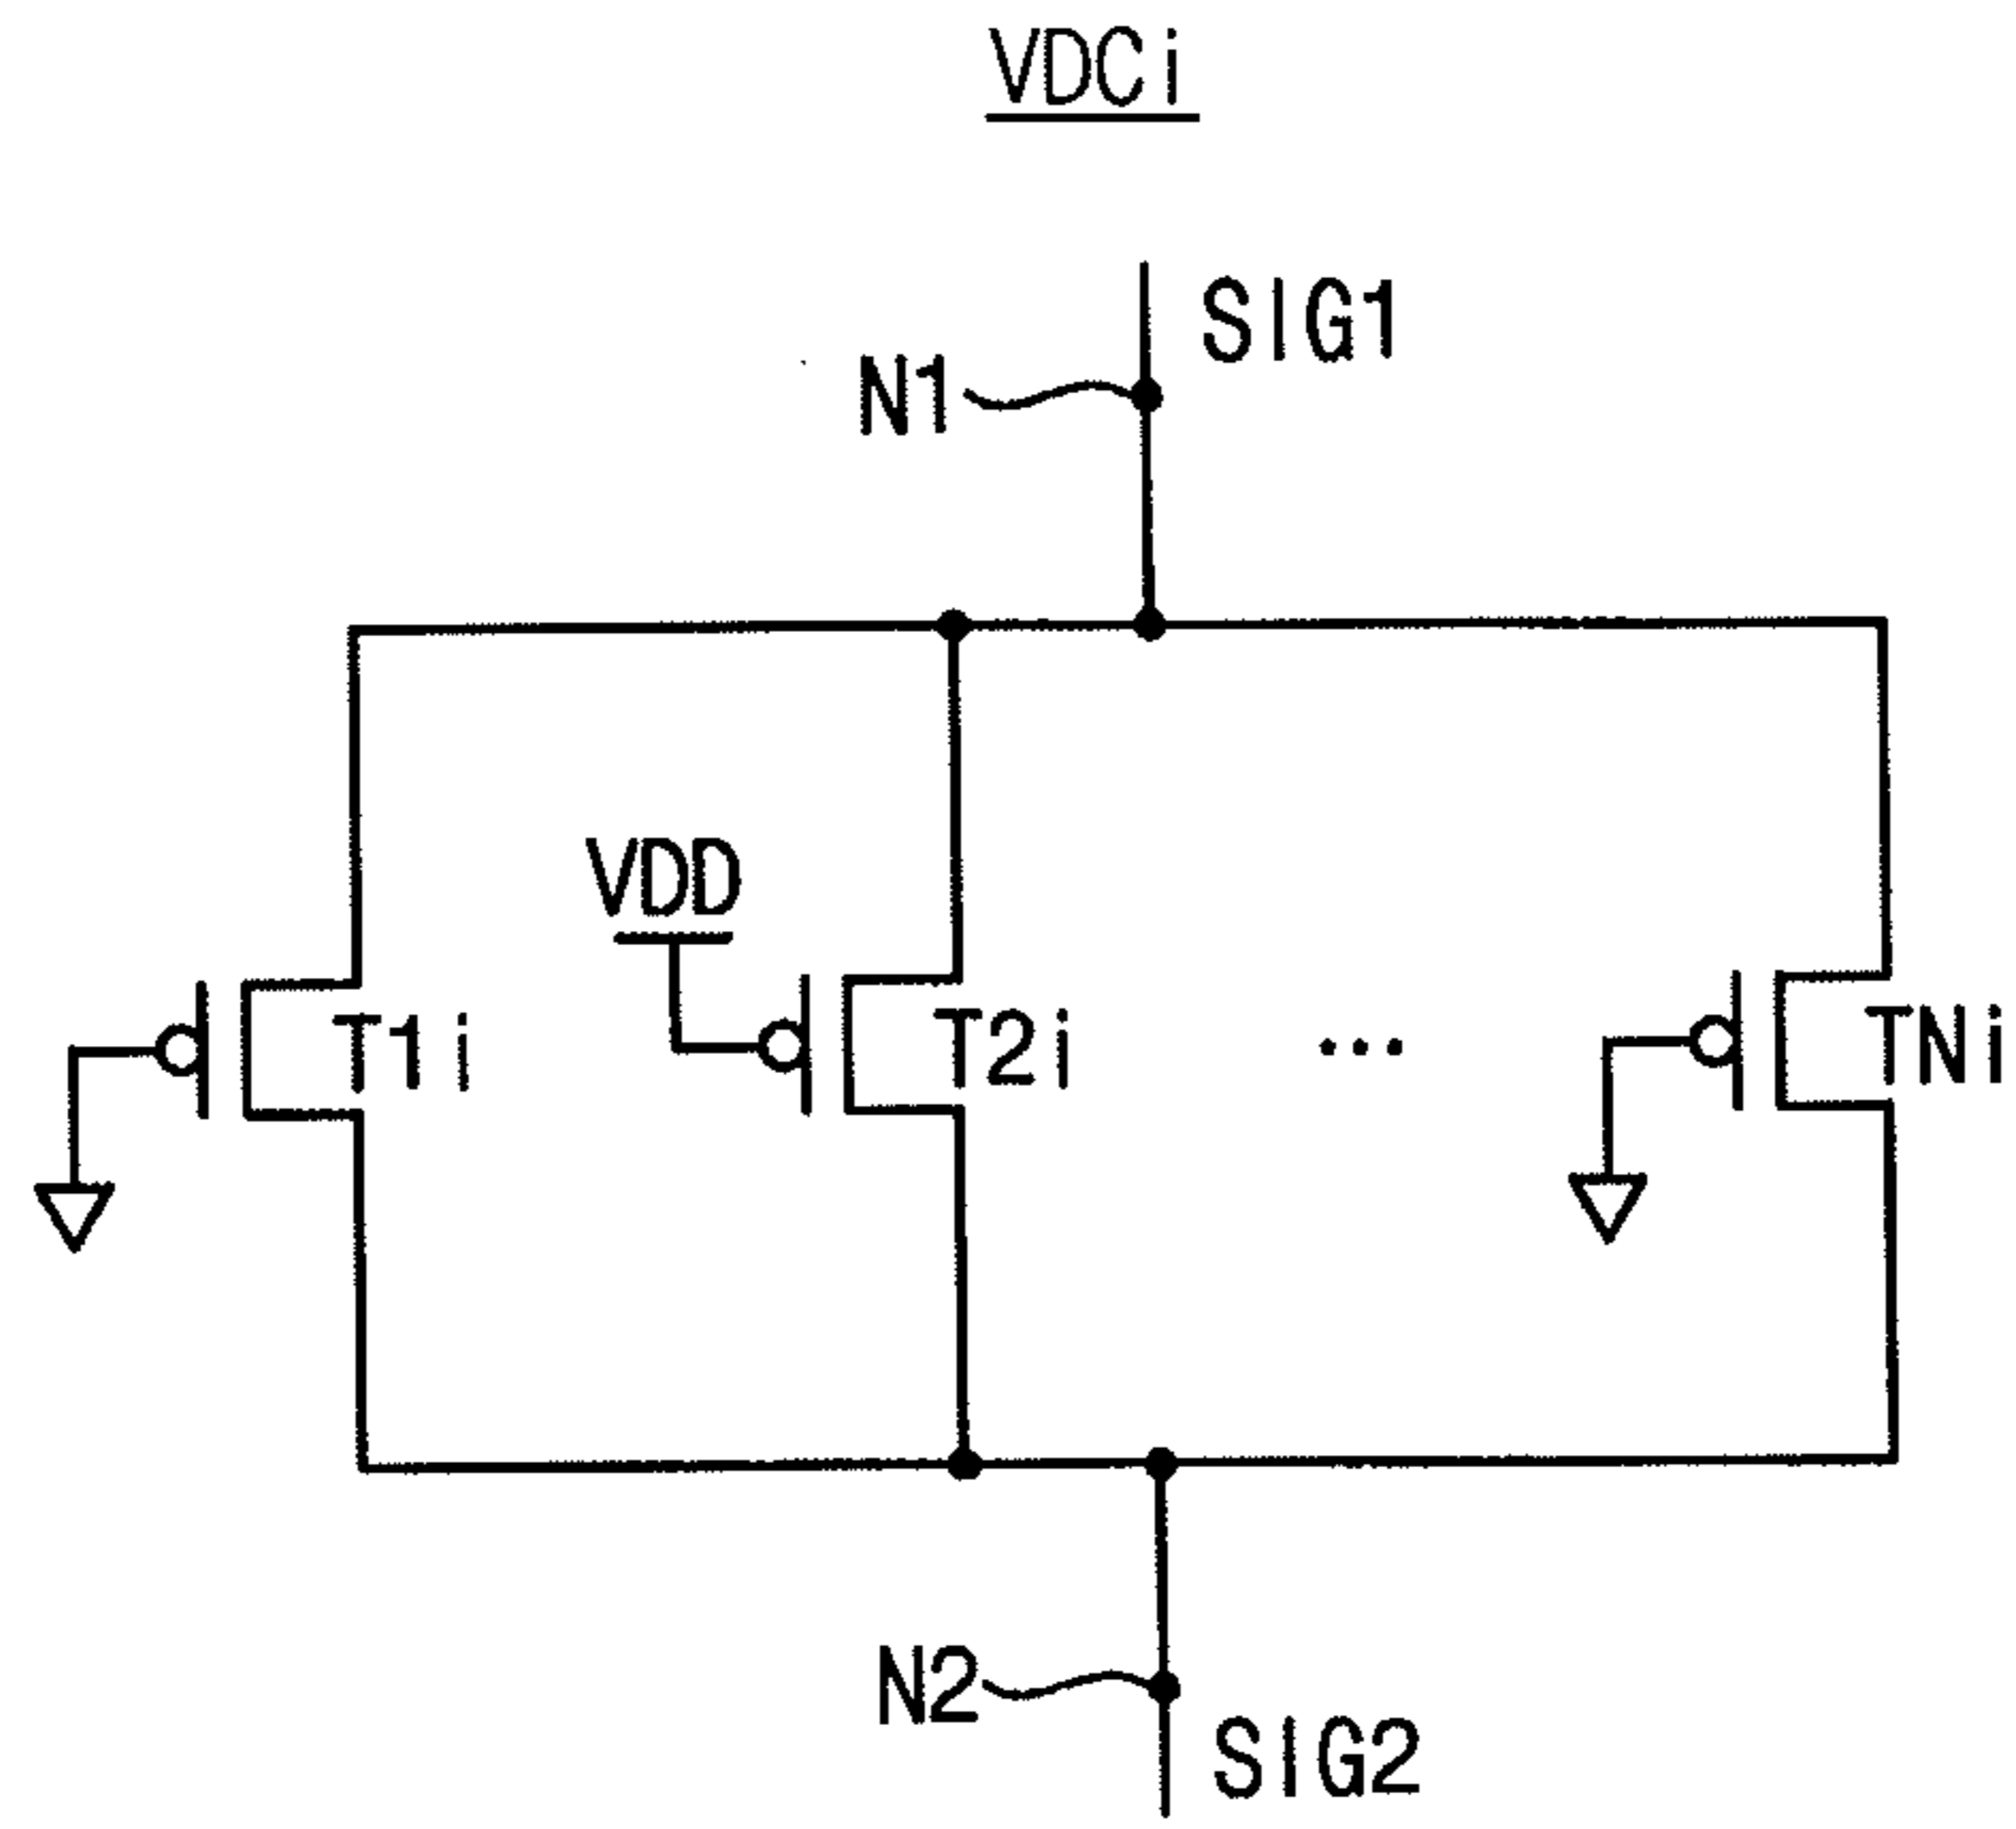 VDCi
SIG1
N1
VDD
T1i
T2i
...
TNi
N2
SIG2